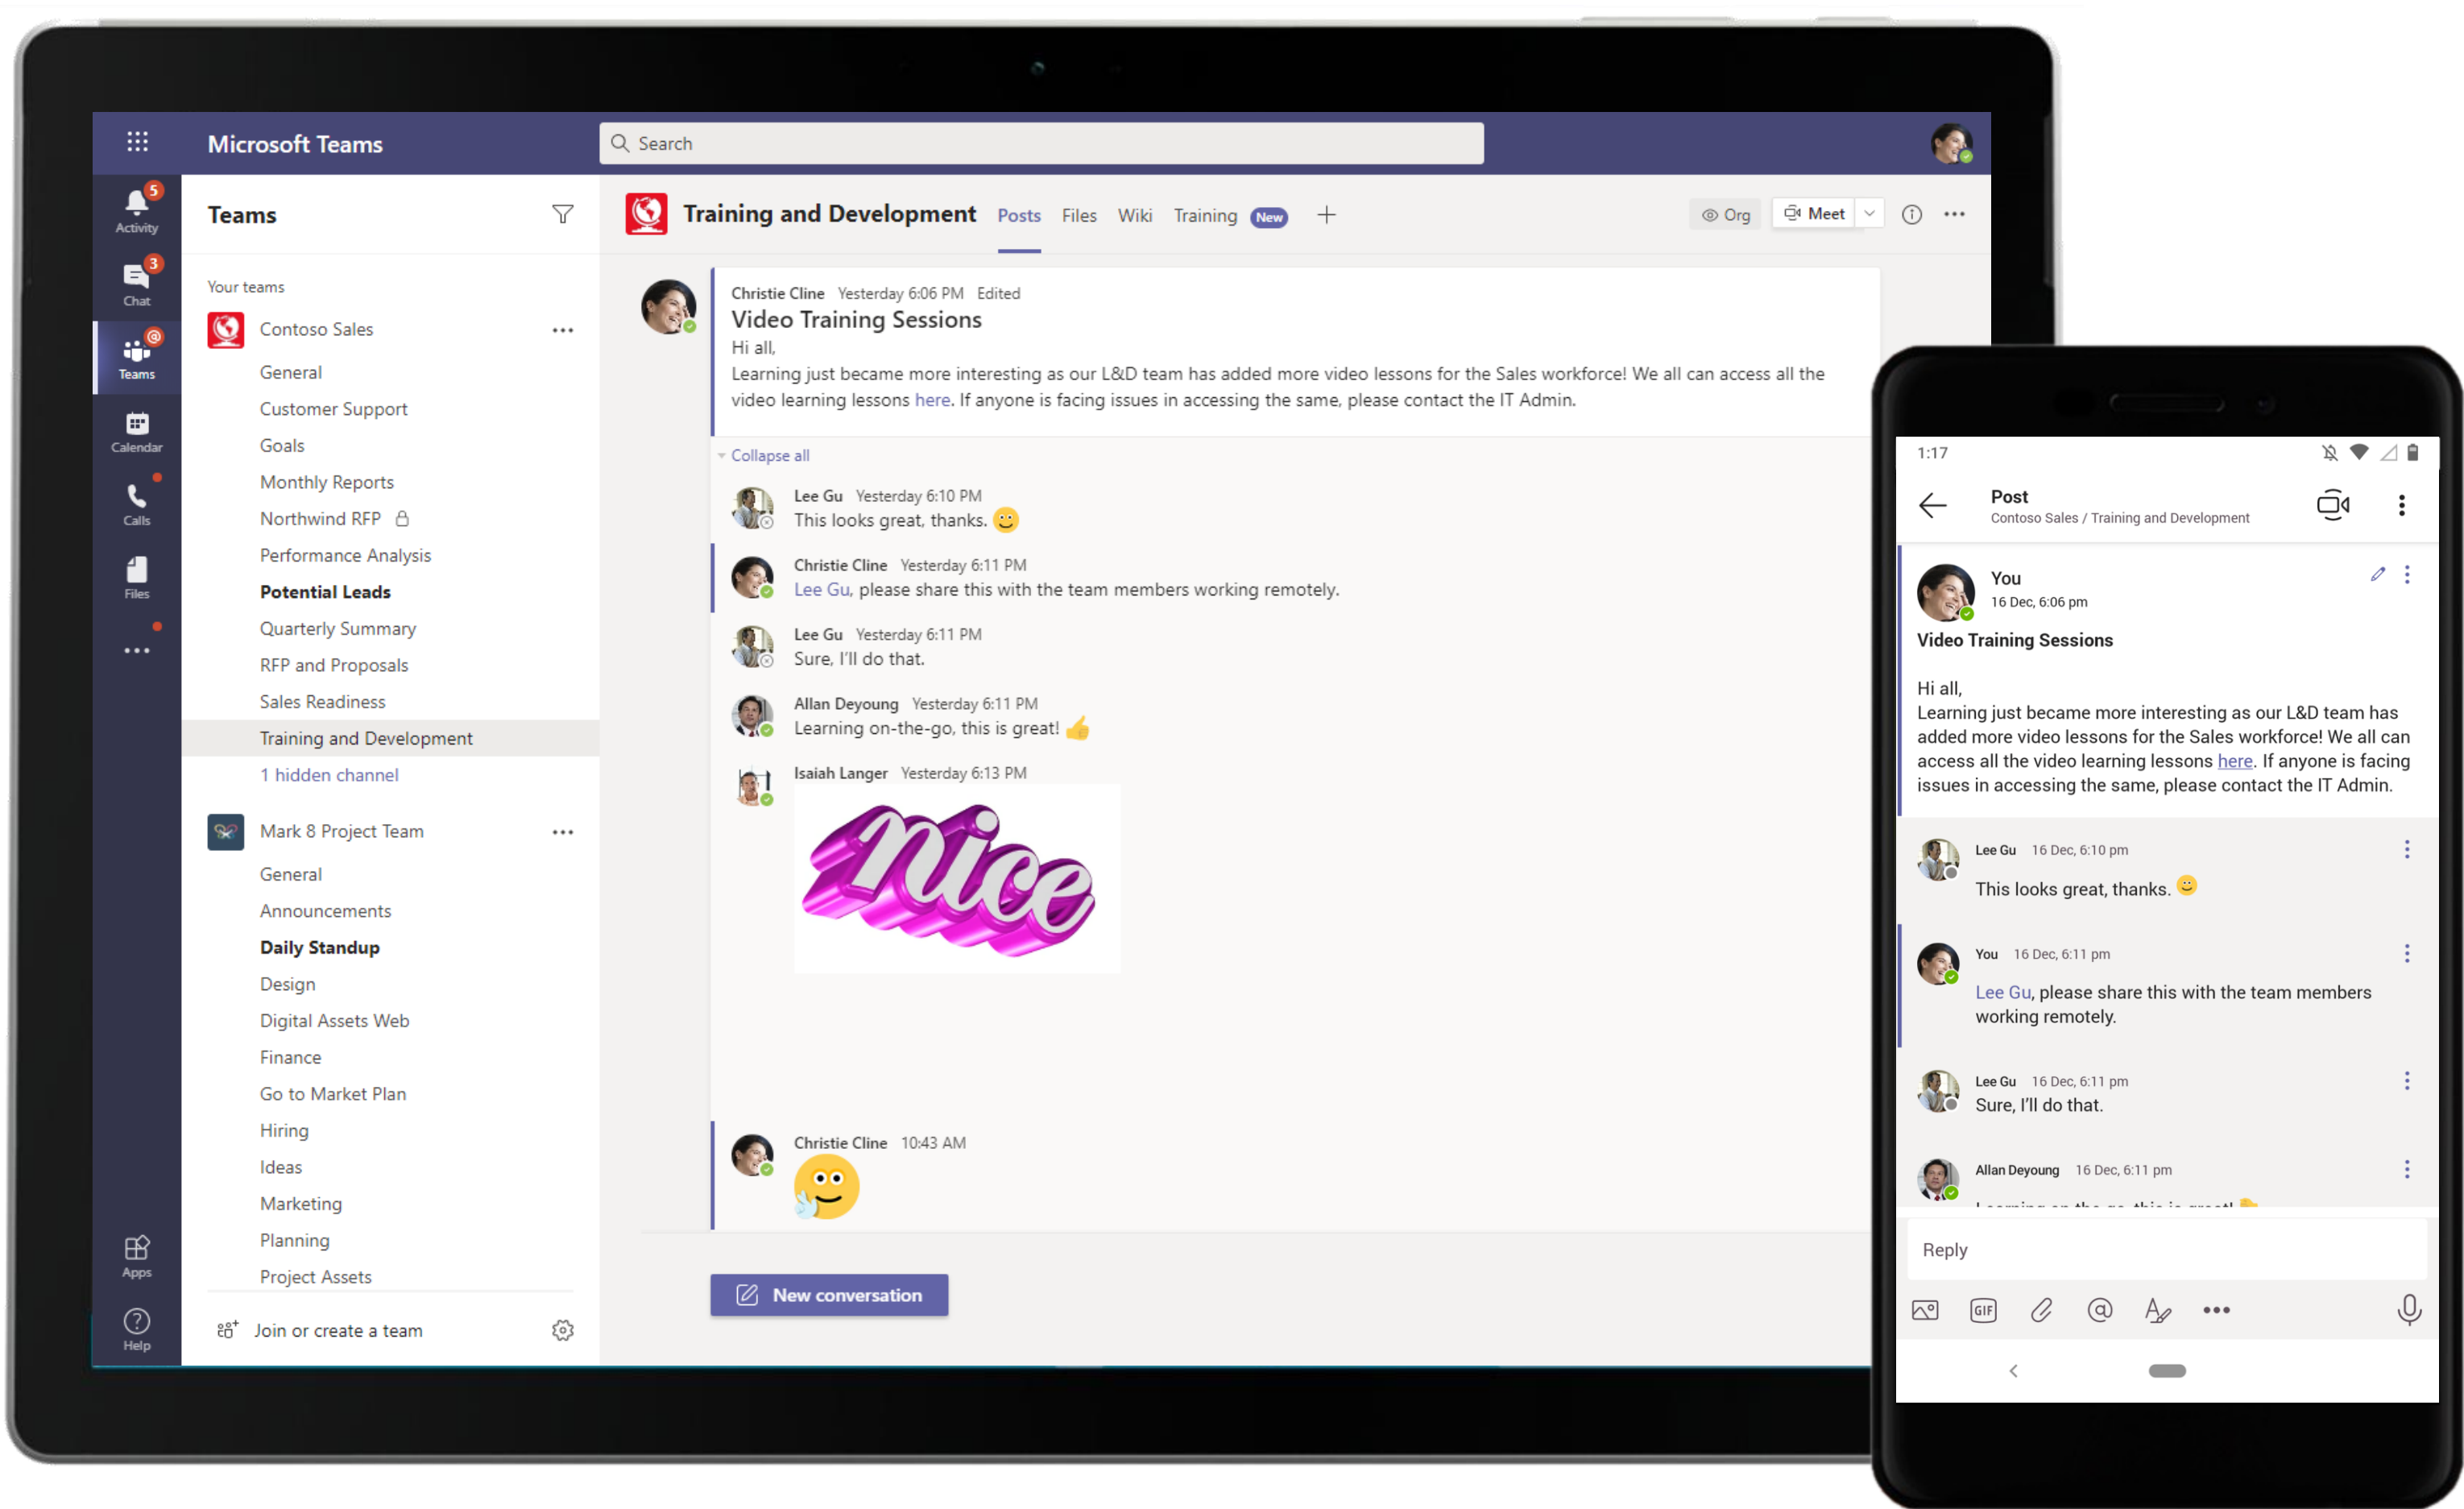 Microsoft Teams
Search
5
Activity
3
Chat
@
Teams
Calendar
Calls
Files
Apps
Help
Teams
Your teams
Contoso Sales
General
Customer Support
Goals
Monthly Reports
Northwind RFP
Performance Analysis
Potential Leads
Quarterly Summary
RFP and Proposals
Sales Readiness
Training and Development
1 hidden channel
Mark 8 Project Team
General
Announcements
Daily Standup
Design
Digital Assets Web
Finance
Go to Market Plan
Hiring
Ideas
Marketing
Planning
Project Assets
Join or create a team
Training and Development Posts Files Wiki Training New
Org Meet
Christie Cline Yesterday 6:06 PM Edited
Video Training Sessions
Hi all,
Learning just became more interesting as our L&D team has added more video lessons for the Sales workforce! We all can access all the
video learning lessons here. If anyone is facing issues in accessing the same, please contact the IT Admin.
Collapse all
Lee Gu Yesterday 6:10 PM
This looks great, thanks. 🙂
Christie Cline Yesterday 6:11 PM
Lee Gu, please share this with the team members working remotely.
Lee Gu Yesterday 6:11 PM
Sure, I'll do that.
Allan Deyoung Yesterday 6:11 PM
Learning on-the-go, this is great! 👍
Isaiah Langer Yesterday 6:13 PM
nice
Christie Cline 10:43 AM
New conversation
1:17
Post
Contoso Sales / Training and Development
You
16 Dec, 6:06 pm
Video Training Sessions
Hi all,
Learning just became more interesting as our L&D team has
added more video lessons for the Sales workforce! We all can
access all the video learning lessons here. If anyone is facing
issues in accessing the same, please contact the IT Admin.
Lee Gu 16 Dec, 6:10 pm
This looks great, thanks. 🙂
You 16 Dec, 6:11 pm
Lee Gu, please share this with the team members
working remotely.
Lee Gu 16 Dec, 6:11 pm
Sure, I'll do that.
Allan Deyoung 16 Dec, 6:11 pm
Learning on-the-go, this is great!
Reply
GIF